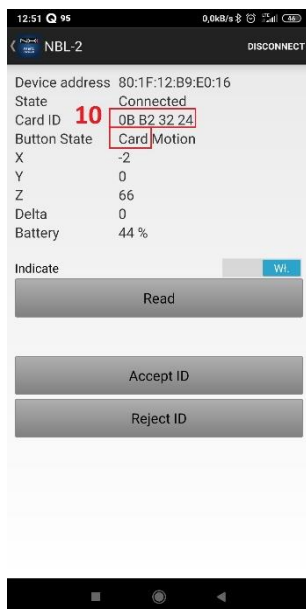 12:51 Q 95 0,0kB/s 46
NBL-2 DISCONNECT
Device address 80:1F:12:B9:E0:16
State Connected
Card ID 10 0B B2 32 24
Button State Card Motion
X -2
Y 0
Z 66
Delta 0
Battery 44 %
Indicate Wł.
Read
Accept ID
Reject ID